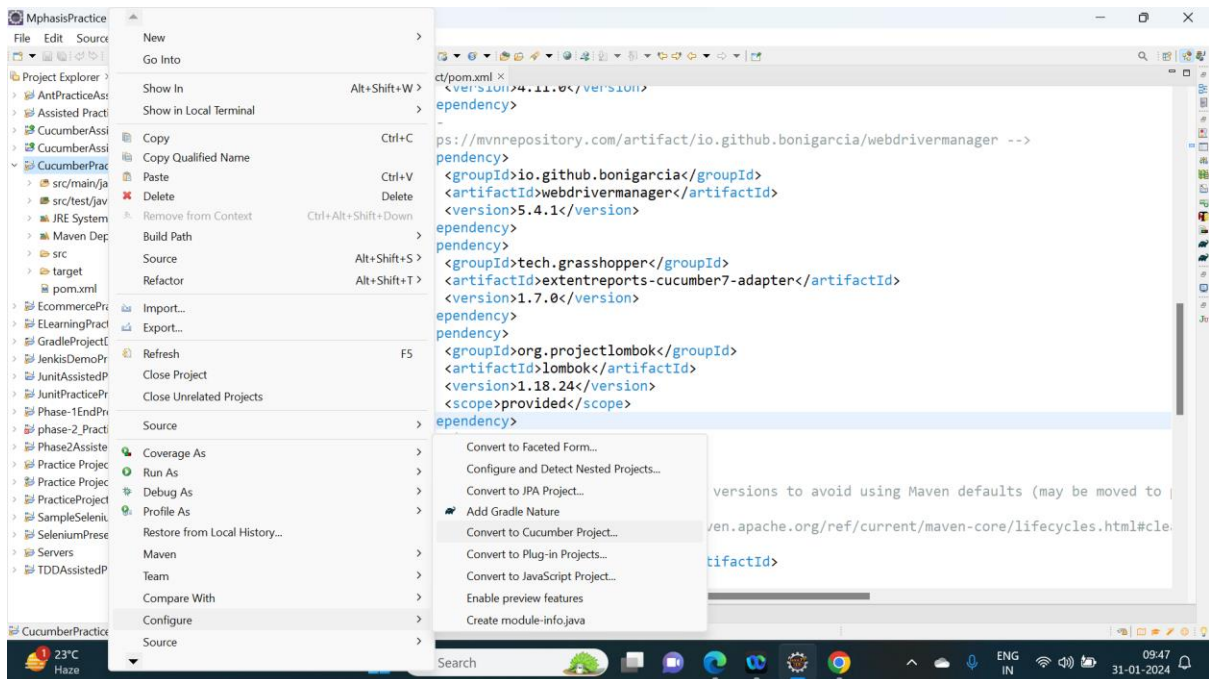 MphasisPractice
File Edit Source
Project Explorer
AntPracticeAss
Assisted Practi
CucumberAssi
CucumberAssi
CucumberPrac
src/main/ja
src/test/jav
JRE System
Maven Dep
src
target
pom.xml
EcommercePra
ELearningPract
GradleProjectD
JenkisDemoPr
JunitAssistedP
JunitPracticePr
Phase-1EndPro
phase-2_Practi
Phase2Assiste
Practice Projec
Practice Projec
PracticeProject
SampleSeleniu
SeleniumPrese
Servers
TDDAssistedP
CucumberPractice
New
Go Into
Show In Alt+Shift+W
Show in Local Terminal
Copy Ctrl+C
Copy Qualified Name
Paste Ctrl+V
Delete Delete
Remove from Context Ctrl+Alt+Shift+Down
Build Path
Source Alt+Shift+S
Refactor Alt+Shift+T
Import...
Export...
Refresh F5
Close Project
Close Unrelated Projects
Source
Coverage As
Run As
Debug As
Profile As
Restore from Local History...
Maven
Team
Compare With
Configure
Source
Convert to Faceted Form...
Configure and Detect Nested Projects...
Convert to JPA Project...
Add Gradle Nature
Convert to Cucumber Project...
Convert to Plug-in Projects...
Convert to JavaScript Project...
Enable preview features
Create module-info.java
ct/pom.xml
<version>4.11.0</version>
ependency>
-
ps://mvnrepository.com/artifact/io.github.bonigarcia/webdrivermanager -->
pendency>
<groupId>io.github.bonigarcia</groupId>
<artifactId>webdrivermanager</artifactId>
<version>5.4.1</version>
ependency>
pendency>
<groupId>tech.grasshopper</groupId>
<artifactId>extentreports-cucumber7-adapter</artifactId>
<version>1.7.0</version>
ependency>
pendency>
<groupId>org.projectlombok</groupId>
<artifactId>lombok</artifactId>
<version>1.18.24</version>
<scope>provided</scope>
ependency>
versions to avoid using Maven defaults (may be moved to
ven.apache.org/ref/current/maven-core/lifecycles.html#cle
tifactId>
1
23°C
Haze
Search
ENG
IN
09:47
31-01-2024